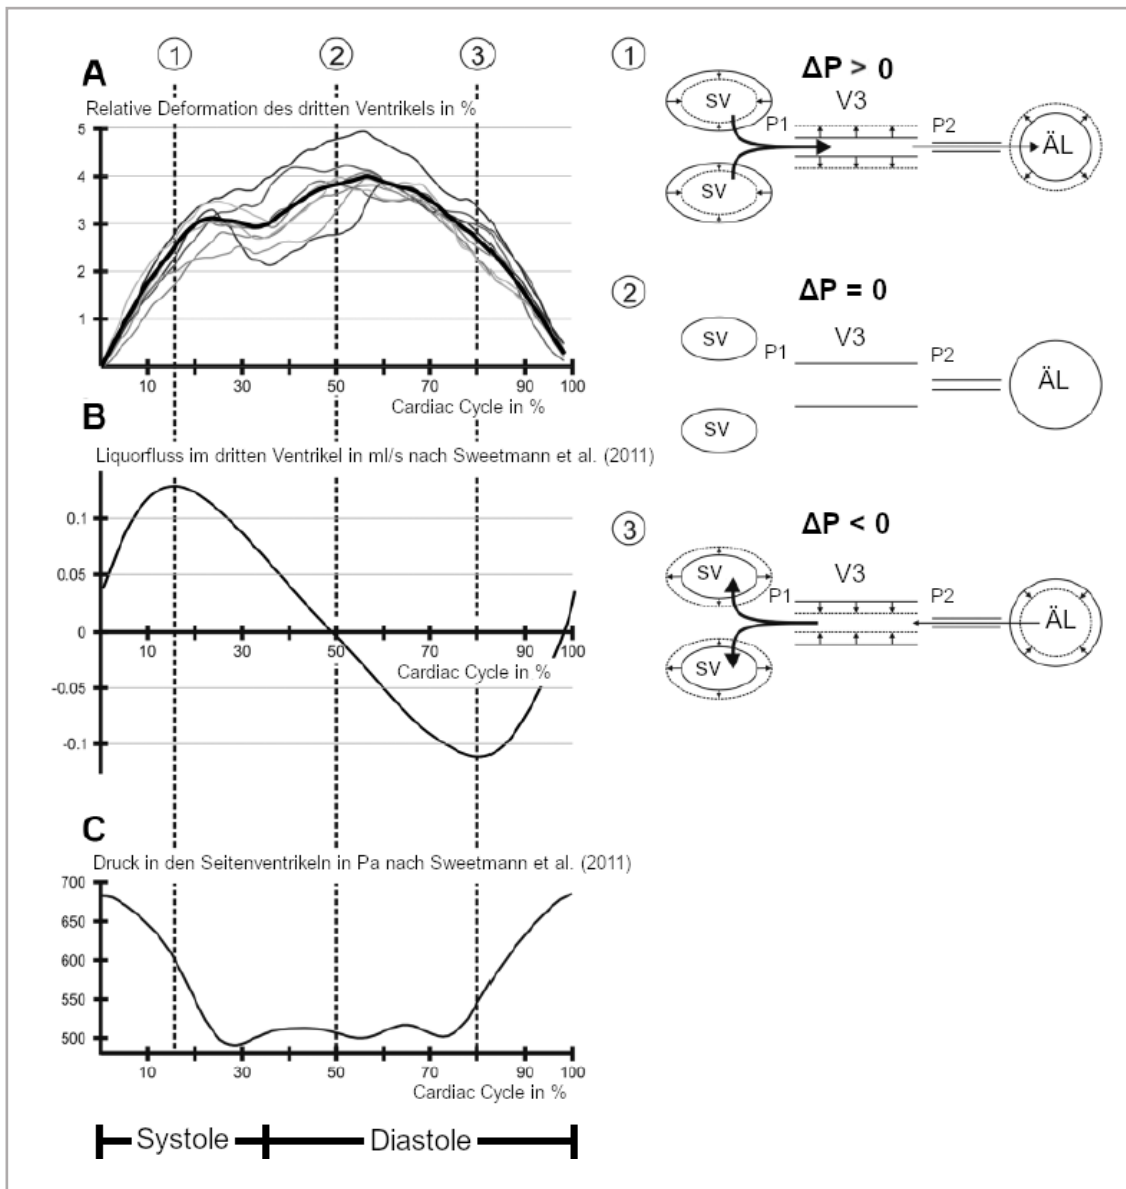 1 2 3
A
Relative Deformation des dritten Ventrikels in %
5
4
3
2
1
10 30 50 70 90 100
Cardiac Cycle in %
B
Liquorfluss im dritten Ventrikel in ml/s nach Sweetmann et al. (2011)
0.1
0.05
0
10 30 50 70 90 100
Cardiac Cycle in %
-0.05
-0.1
C
Druck in den Seitenventrikeln in Pa nach Sweetmann et al. (2011)
700
650
600
550
500
10 30 50 70 90 100
Cardiac Cycle in %
Systole Diastole
1
ΔP > 0
SV
V3
P1 P2
ÄL
SV
2
ΔP = 0
SV
V3
P1 P2
ÄL
SV
3
ΔP < 0
SV
V3
P1 P2
ÄL
SV